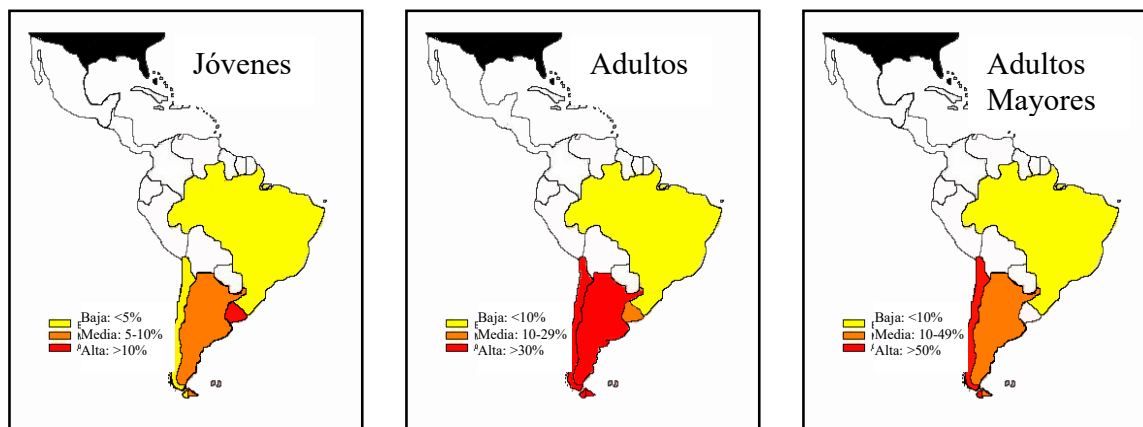 Jóvenes
Baja: <5%
Media: 5-10%
Alta: >10%
Adultos
Baja: <10%
Media: 10-29%
Alta: >30%
Adultos
Mayores
Baja: <10%
Media: 10-49%
Alta: >50%